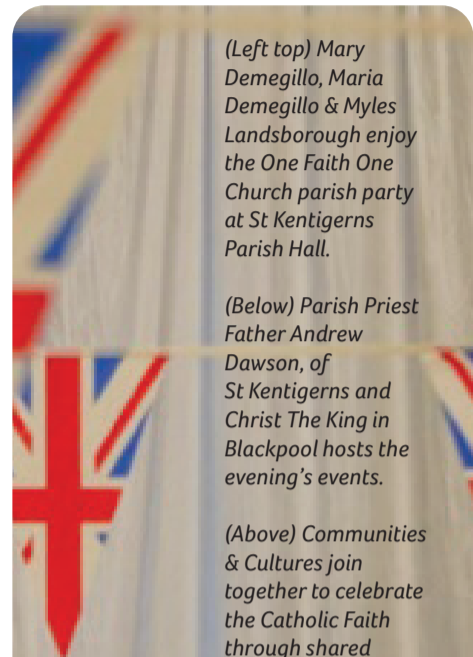 (Left top) Mary
Demegillo, Maria
Demegillo & Myles
Landsborough enjoy
the One Faith One
Church parish party
at St Kentigerns
Parish Hall.
(Below) Parish Priest
Father Andrew
Dawson, of
St Kentigerns and
Christ The King in
Blackpool hosts the
evening's events.
(Above) Communities
& Cultures join
together to celebrate
the Catholic Faith
through shared